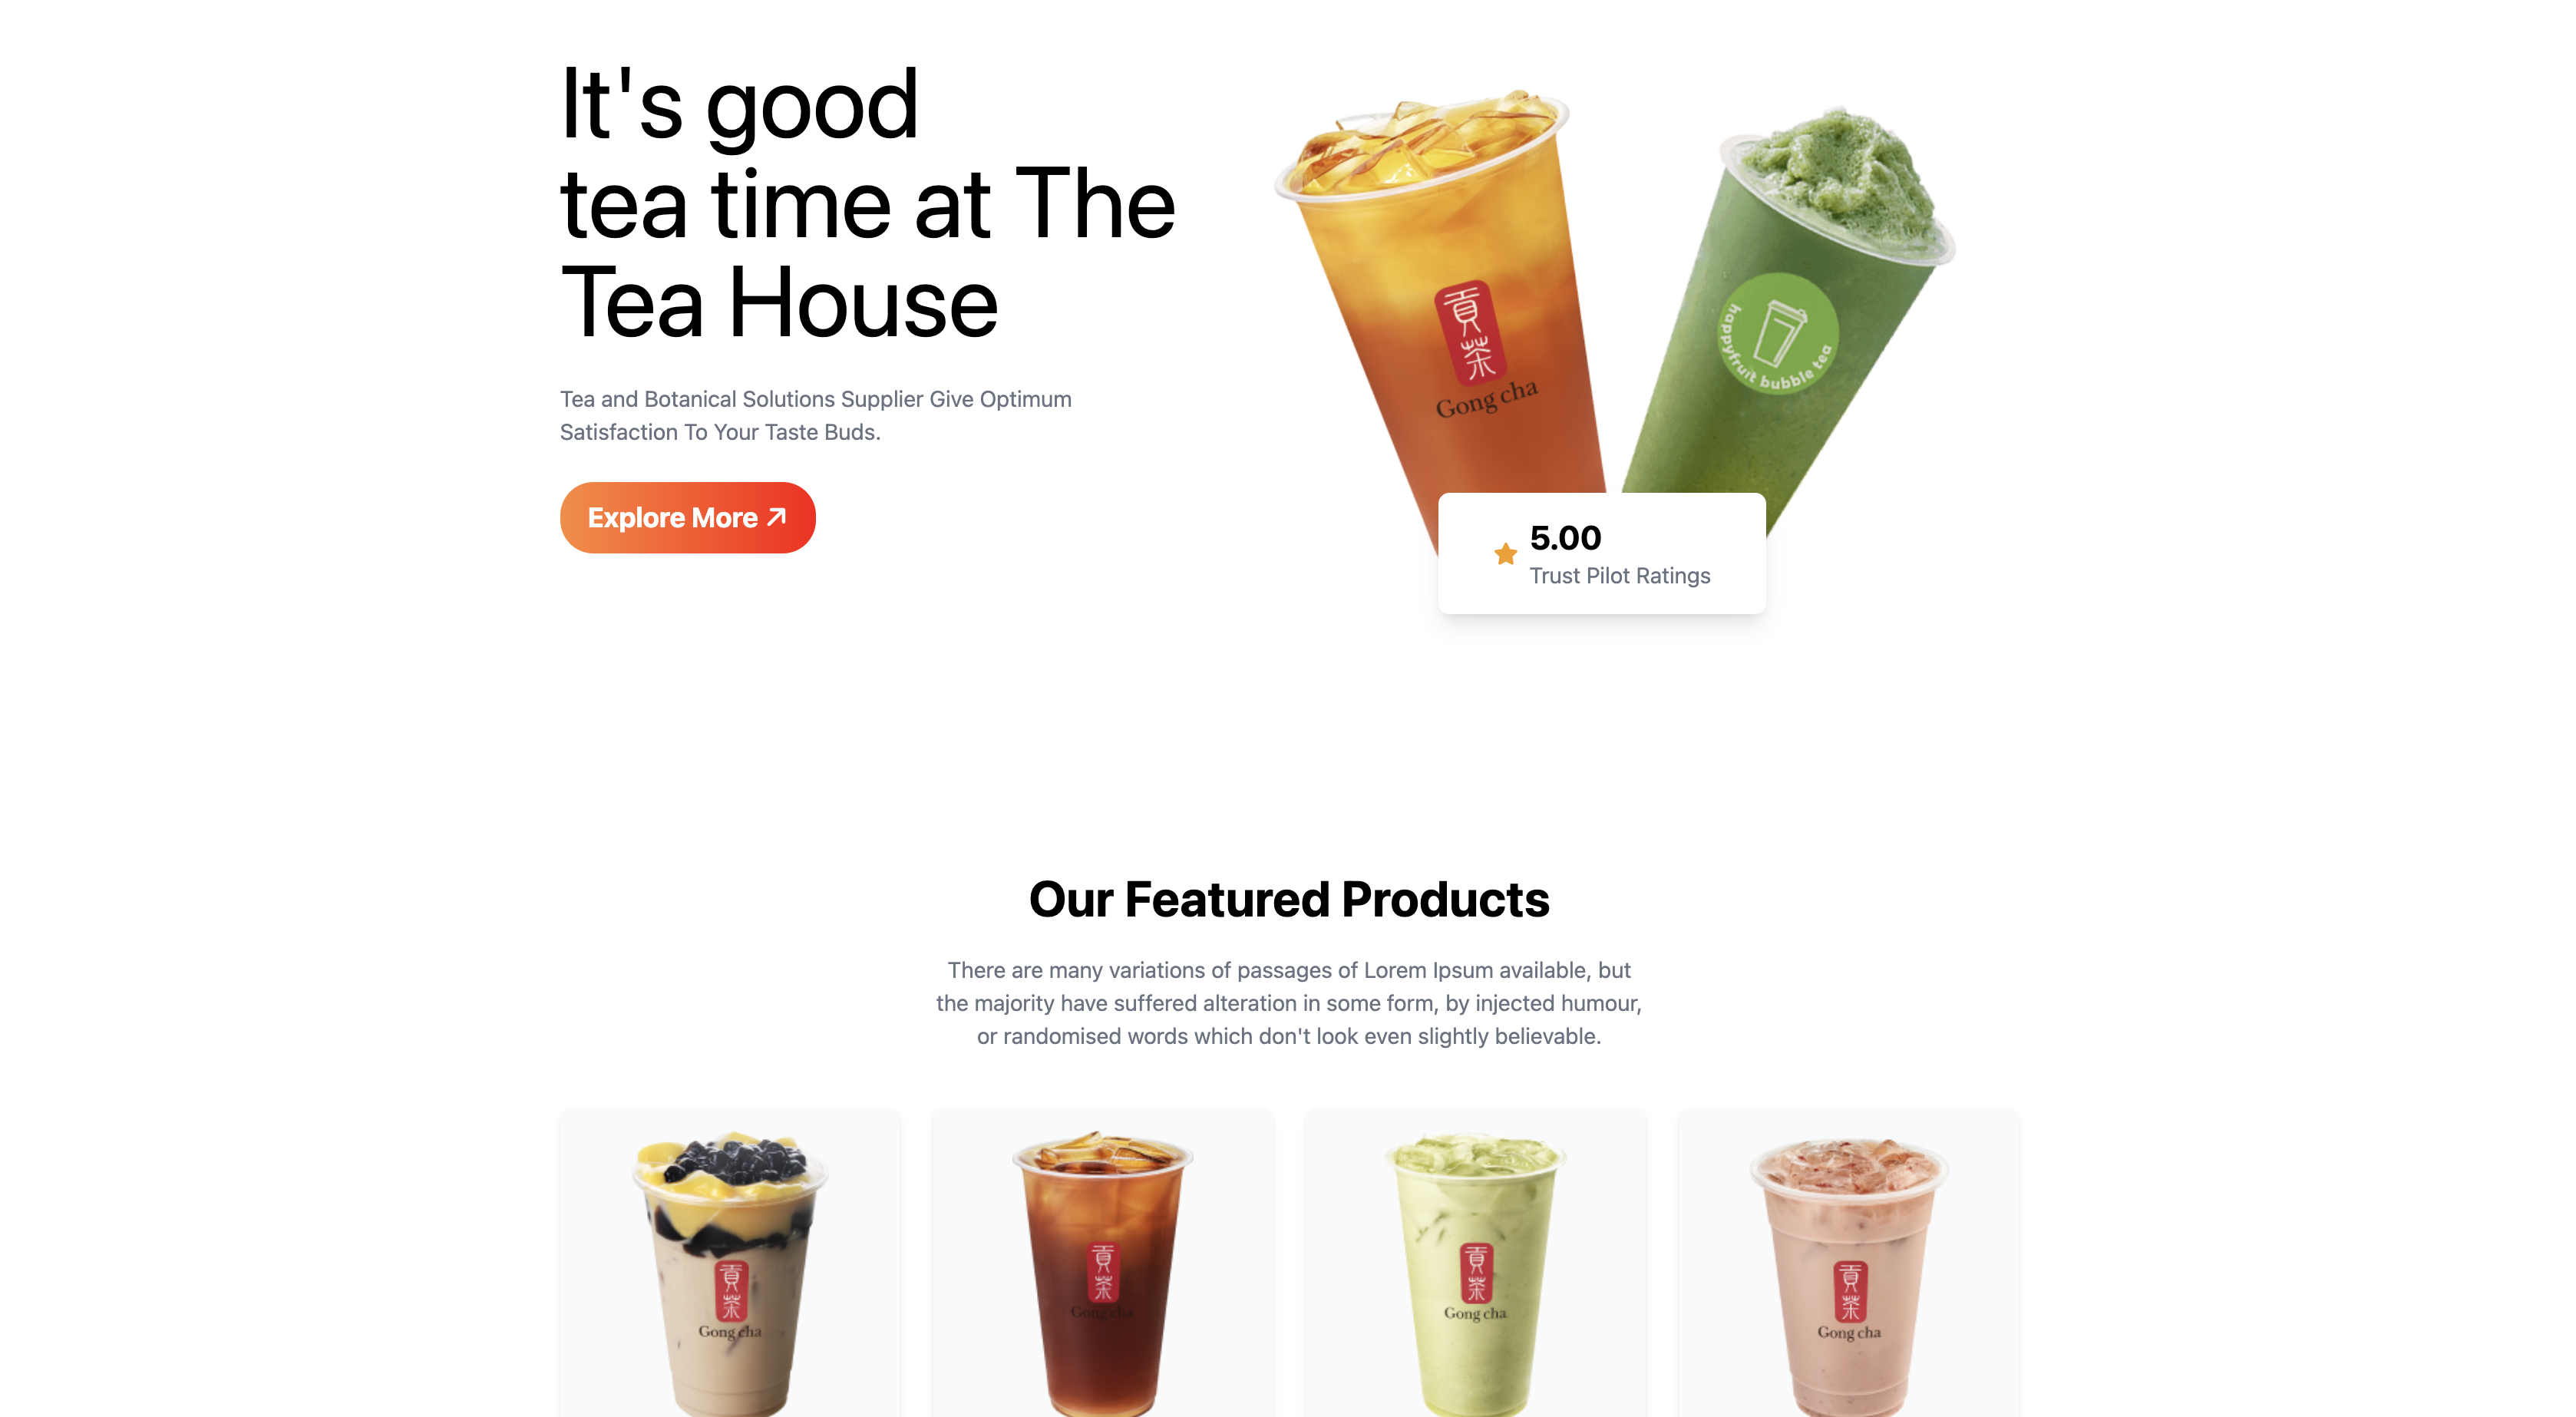 It's good
tea time at The
Tea House
Tea and Botanical Solutions Supplier Give Optimum
Satisfaction To Your Taste Buds.
Explore More
貢
茶
Gong cha
happyfruit bubble tea
5.00
Trust Pilot Ratings
Our Featured Products
There are many variations of passages of Lorem Ipsum available, but
the majority have suffered alteration in some form, by injected humour,
or randomised words which don't look even slightly believable.
貢
茶
Gong cha
貢
茶
Gong cha
貢
茶
Gong cha
貢
茶
Gong cha